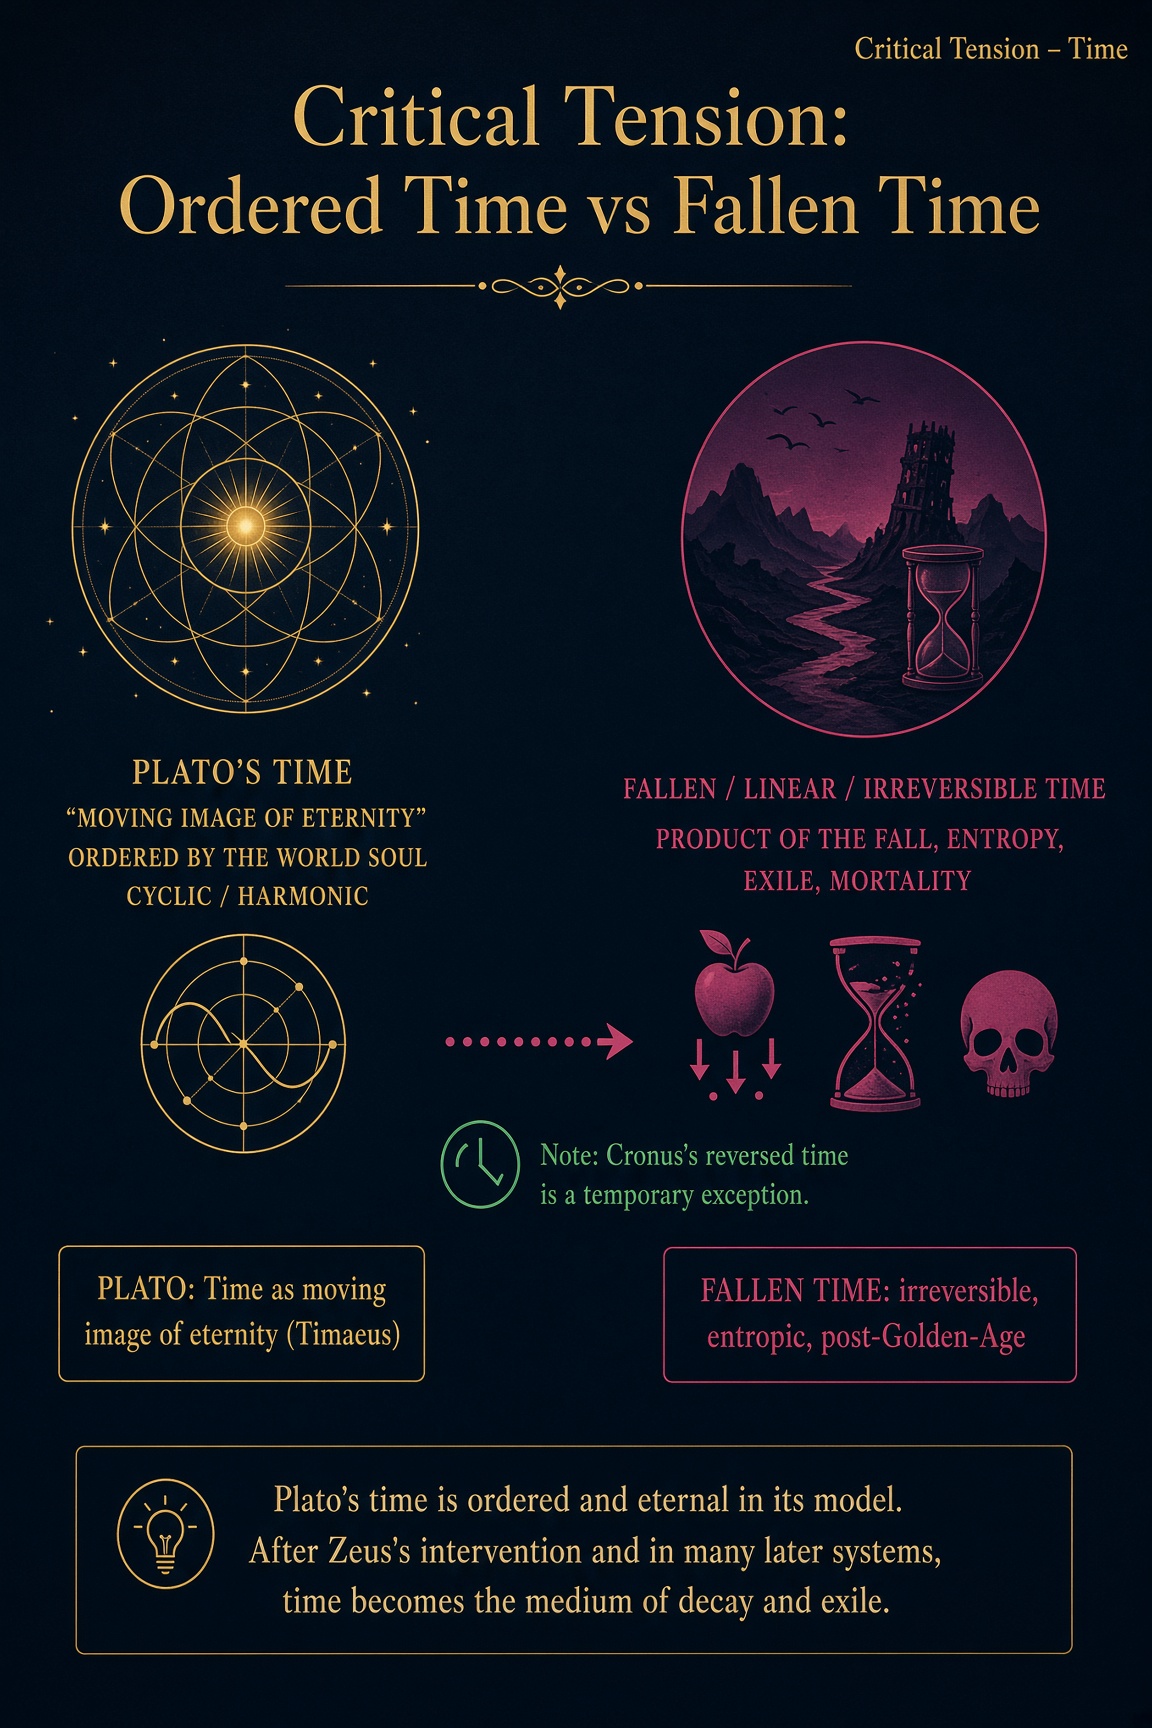 Critical Tension – Time
Critical Tension:
Ordered Time vs Fallen Time
PLATO’S TIME
“MOVING IMAGE OF ETERNITY”
ORDERED BY THE WORLD SOUL
CYCLIC / HARMONIC
FALLEN / LINEAR / IRREVERSIBLE TIME
PRODUCT OF THE FALL, ENTROPY,
EXILE, MORTALITY
Note: Cronus’s reversed time
is a temporary exception.
PLATO: Time as moving
image of eternity (Timaeus)
FALLEN TIME: irreversible,
entropic, post-Golden-Age
Plato’s time is ordered and eternal in its model.
After Zeus’s intervention and in many later systems,
time becomes the medium of decay and exile.